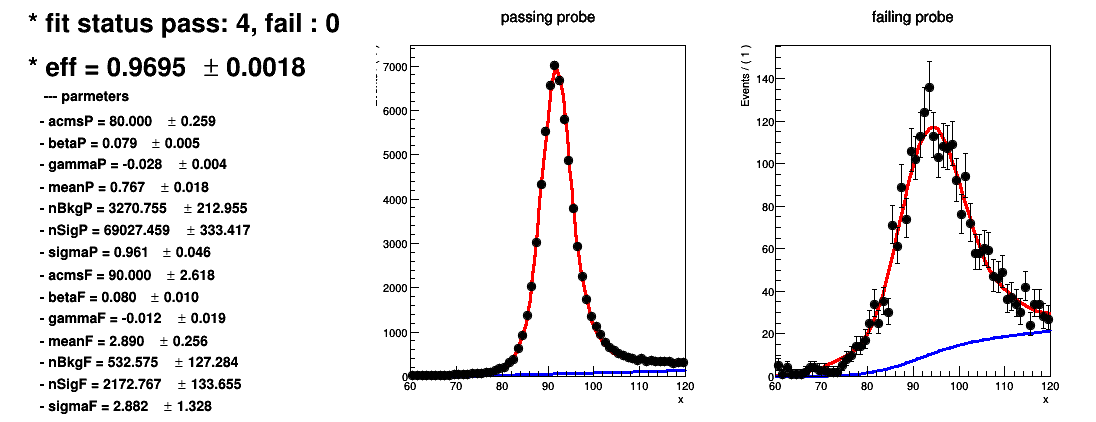 * fit status pass: 4, fail : 0
* eff = 0.9695 ± 0.0018
--- parmeters
- acmsP = 80.000 ± 0.259
- betaP = 0.079 ± 0.005
- gammaP = -0.028 ± 0.004
- meanP = 0.767 ± 0.018
- nBkgP = 3270.755 ± 212.955
- nSigP = 69027.459 ± 333.417
- sigmaP = 0.961 ± 0.046
- acmsF = 90.000 ± 2.618
- betaF = 0.080 ± 0.010
- gammaF = -0.012 ± 0.019
- meanF = 2.890 ± 0.256
- nBkgF = 532.575 ± 127.284
- nSigF = 2172.767 ± 133.655
- sigmaF = 2.882 ± 1.328
passing probe
7000
6000
5000
4000
3000
2000
1000
0
60 70 80 90 100 110 120
x
failing probe
Events / ( 1 )
140
120
100
80
60
40
20
0
60 70 80 90 100 110 120
x